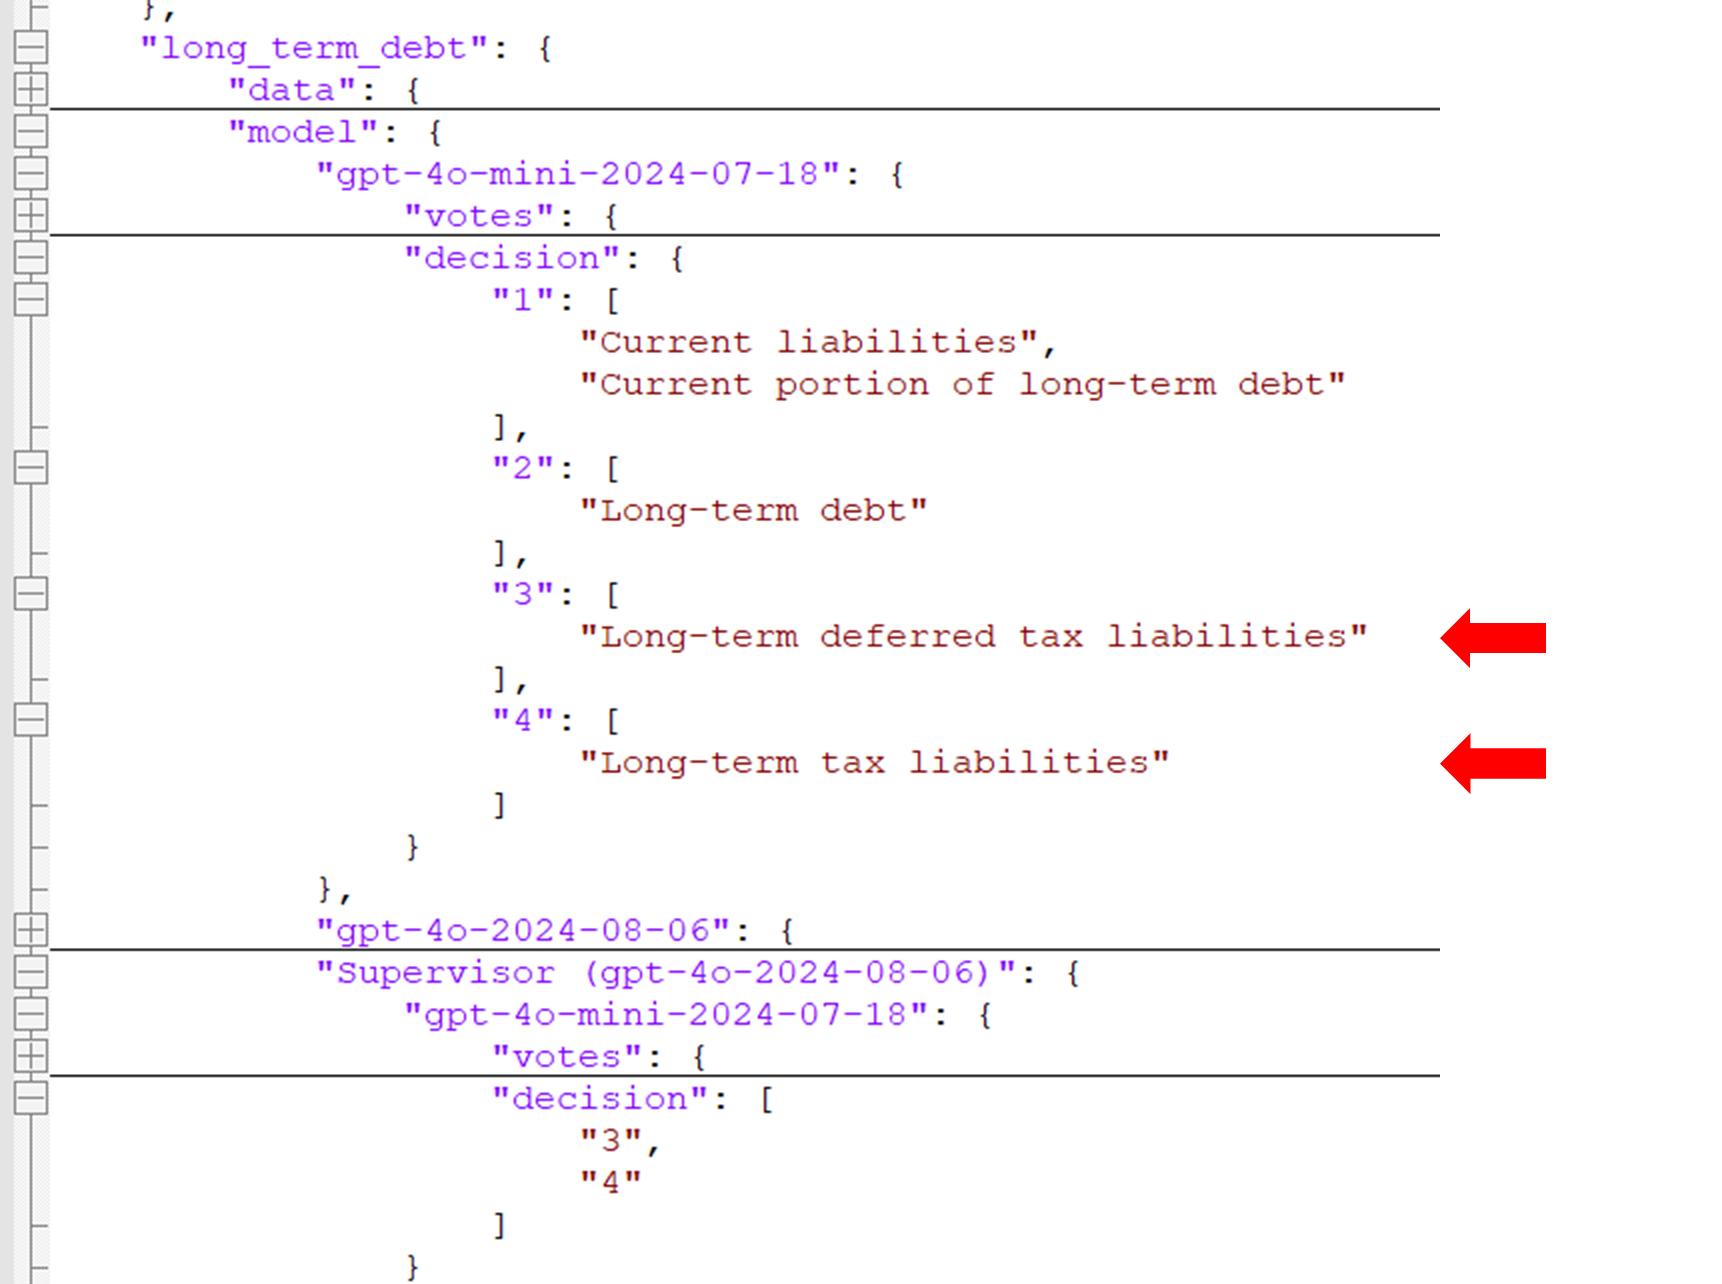 },
"long_term_debt": {
"data": {
"model": {
"gpt-4o-mini-2024-07-18": {
"votes": {
"decision": {
"1": [
"Current liabilities",
"Current portion of long-term debt"
],
"2": [
"Long-term debt"
],
"3": [
"Long-term deferred tax liabilities"
],
"4": [
"Long-term tax liabilities"
]
}
},
"gpt-4o-2024-08-06": {
"Supervisor (gpt-4o-2024-08-06)": {
"gpt-4o-mini-2024-07-18": {
"votes": {
"decision": [
"3",
"4"
]
}